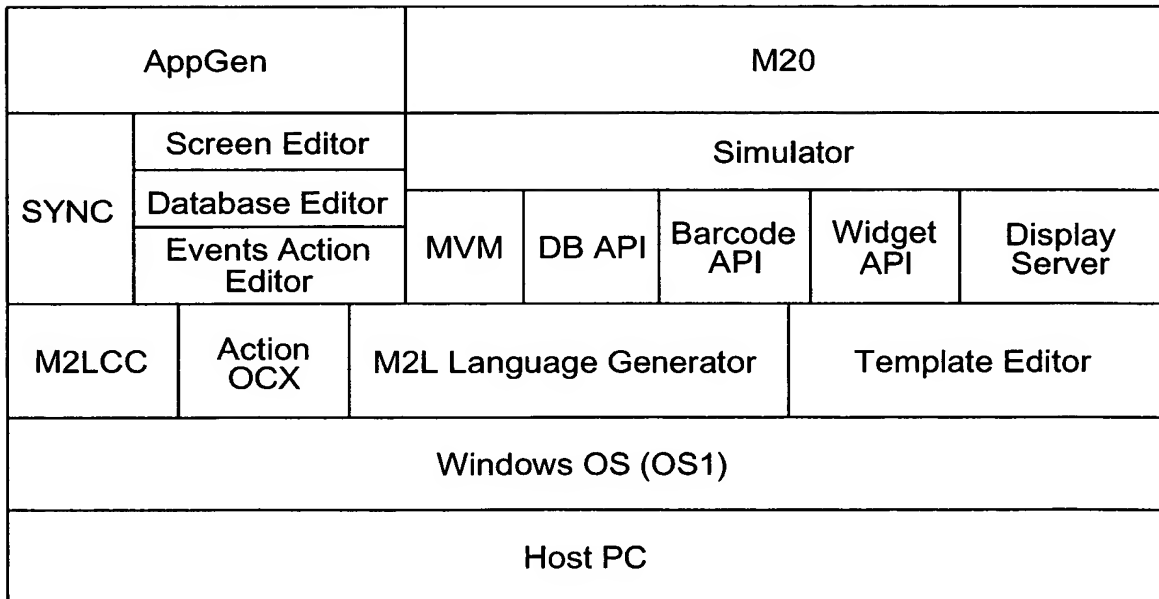 AppGen
M20
SYNC
Screen Editor
Database Editor
Events Action
Editor
Simulator
MVM
DB API
Barcode
API
Widget
API
Display
Server
M2LCC
Action
OCX
M2L Language Generator
Template Editor
Windows OS (OS1)
Host PC